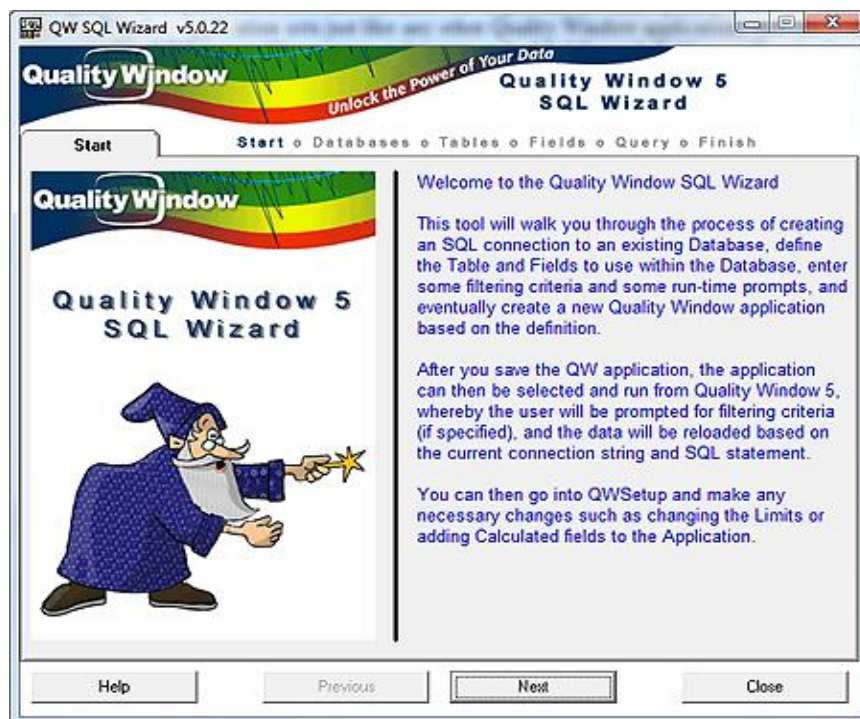 QW SQL Wizard v5.0.22
Quality Window
Unlock the Power of Your Data
Quality Window 5
SQL Wizard
Start
Start o Databases o Tables o Fields o Query o Finish
Quality Window
Quality Window 5
SQL Wizard
Welcome to the Quality Window SQL Wizard
This tool will walk you through the process of creating
an SQL connection to an existing Database, define
the Table and Fields to use within the Database, enter
some filtering criteria and some run-time prompts, and
eventually create a new Quality Window application
based on the definition.
After you save the QW application, the application
can then be selected and run from Quality Window 5,
whereby the user will be prompted for filtering criteria
(if specified), and the data will be reloaded based on
the current connection string and SQL statement.
You can then go into QWSetup and make any
necessary changes such as changing the Limits or
adding Calculated fields to the Application.
Help
Previous
Next
Close